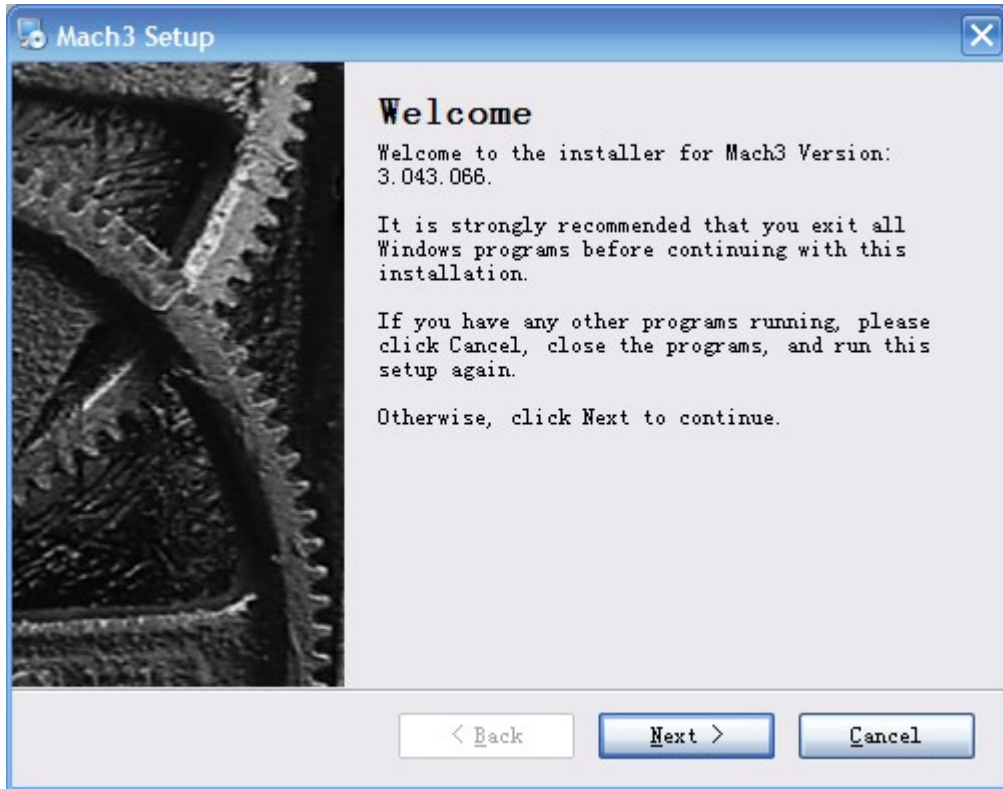 Mach3 Setup
Welcome
Welcome to the installer for Mach3 Version:
3.043.066.
It is strongly recommended that you exit all
Windows programs before continuing with this
installation.
If you have any other programs running, please
click Cancel, close the programs, and run this
setup again.
Otherwise, click Next to continue.
< Back
Next >
Cancel